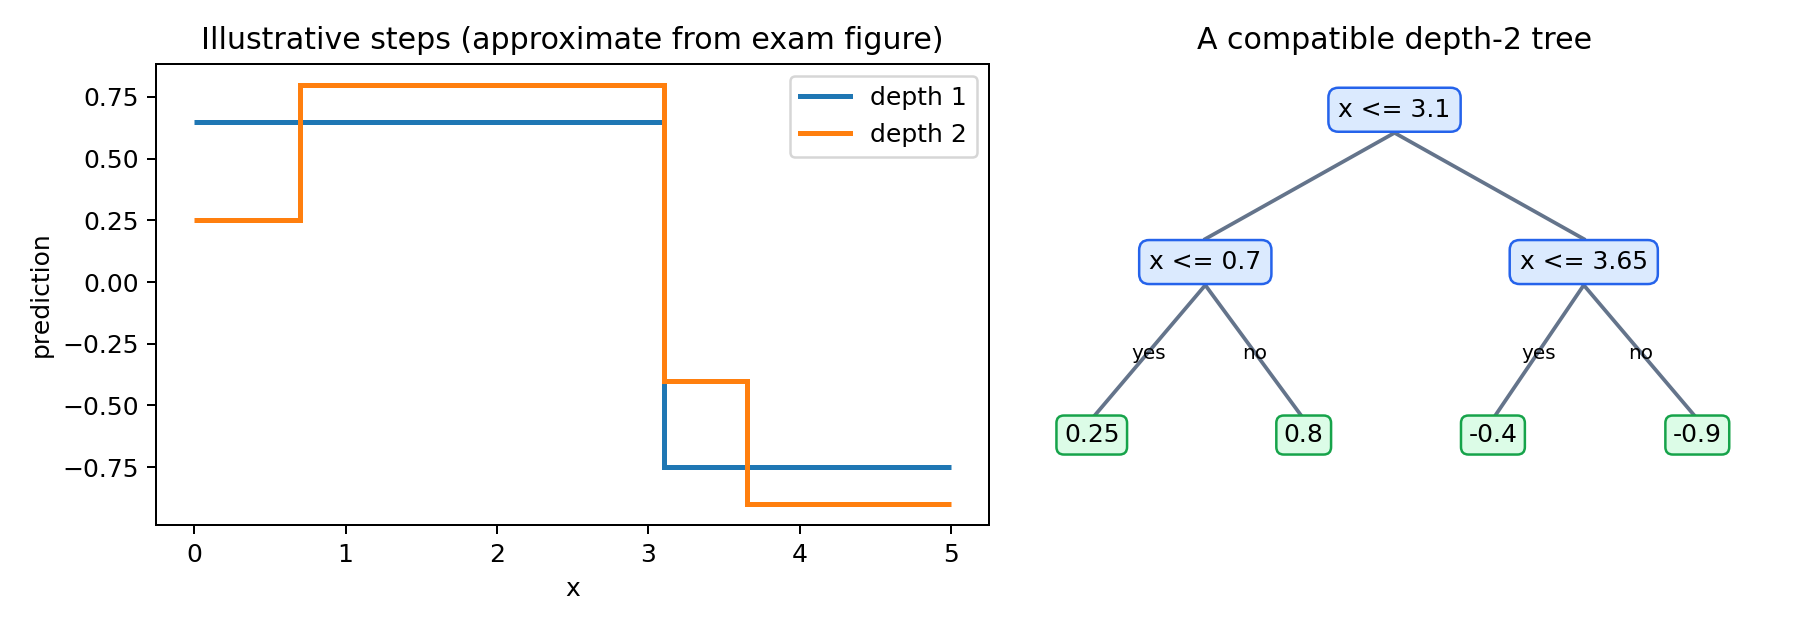 Illustrative steps (approximate from exam figure)
depth 1
depth 2
0.75
0.50
0.25
0.00
−0.25
−0.50
−0.75
prediction
0 1 2 3 4 5
x
A compatible depth-2 tree
x <= 3.1
x <= 0.7 x <= 3.65
yes no yes no
0.25 0.8 -0.4 -0.9